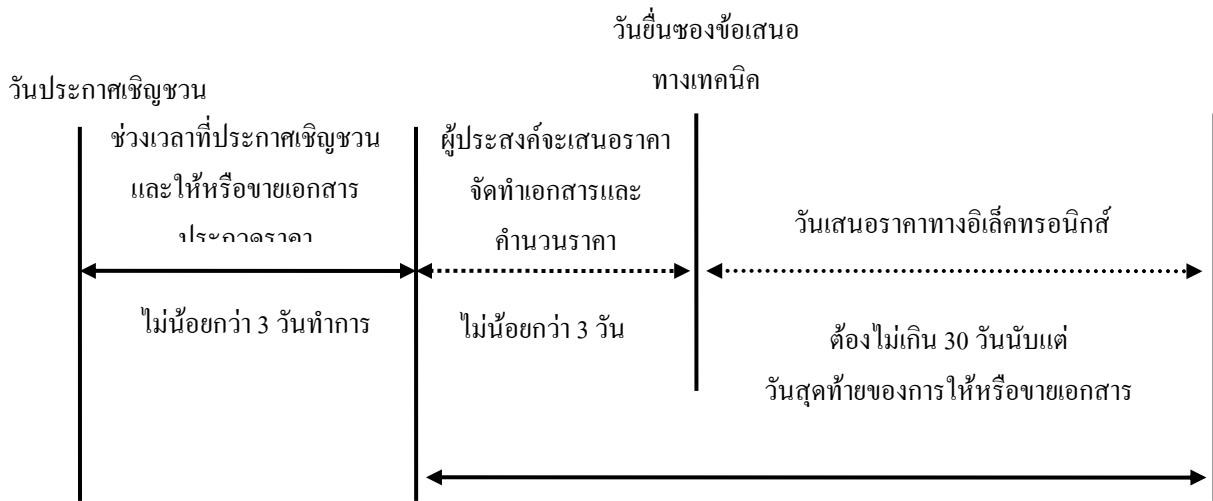 วันยื่นซองข้อเสนอ
ทางเทคนิค
วันประกาศเชิญชวน
ช่วงเวลาที่ประกาศเชิญชวน
และให้หรือขายเอกสาร
ประกวดราคา
ผู้ประสงค์จะเสนอราคา
จัดทำเอกสารและ
คำนวนราคา
วันเสนอราคาทางอิเล็คทรอนิกส์
ไม่น้อยกว่า 3 วันทำการ
ไม่น้อยกว่า 3 วัน
ต้องไม่เกิน 30 วันนับแต่
วันสุดท้ายของการให้หรือขายเอกสาร